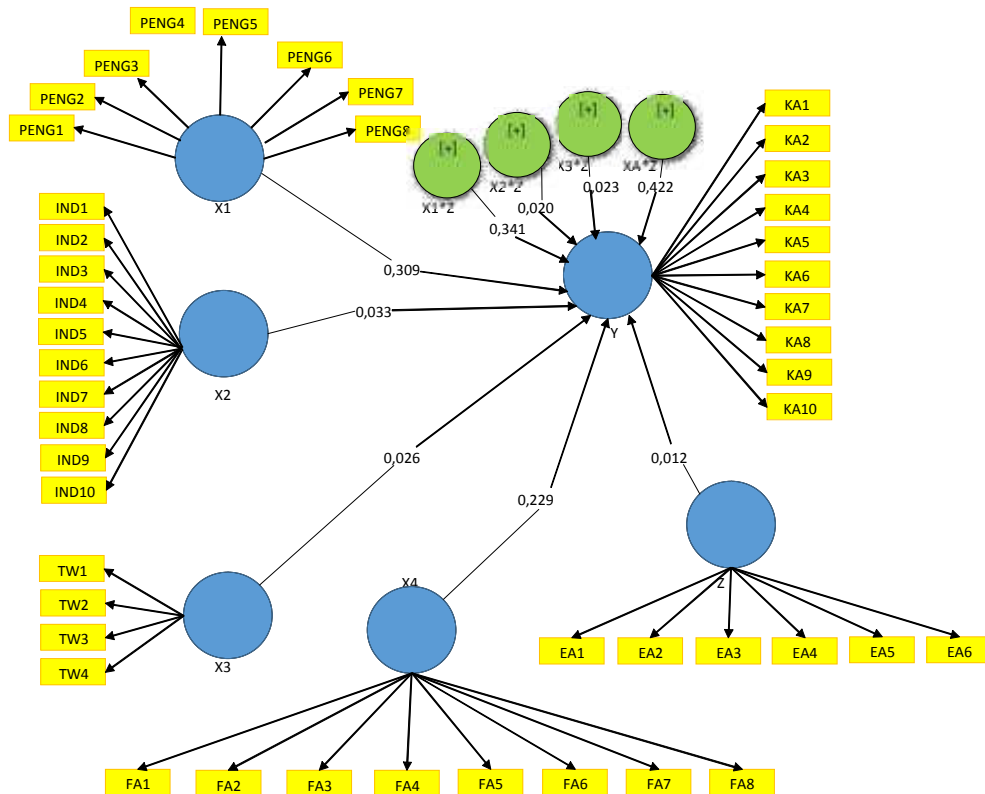 PENG4 PENG5
PENG3 PENG6
PENG2 PENG7
PENG1 PENG8
X1
[+] [+] [+] [+]
X1*Z X2*Z X3*Z XA*Z
0,341 0,020 0,023 0,422
KA1
KA2
KA3
KA4
KA5
KA6
KA7
KA8
KA9
KA10
Y
IND1
IND2
IND3
IND4
IND5
IND6
IND7
IND8
IND9
IND10
X2
0,309
0,033
0,026
0,229
0,012
TW1
TW2
TW3
TW4
X3
X4
Z
EA1 EA2 EA3 EA4 EA5 EA6
FA1 FA2 FA3 FA4 FA5 FA6 FA7 FA8